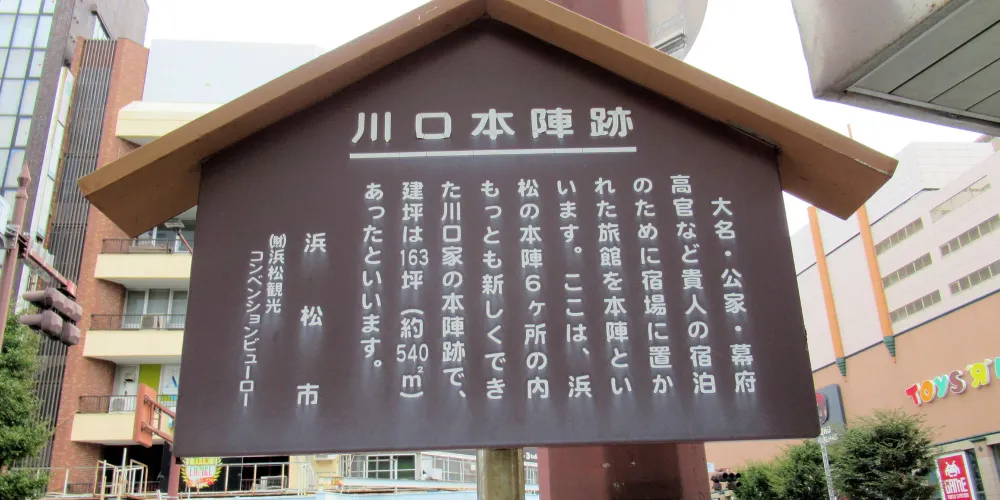 川口本陣跡
大名・公家・幕府
高官など貴人の宿泊
のために宿場に置か
れた旅館を本陣とい
います。ここは、浜
松の本陣6ヶ所の内
もっとも新しくでき
た川口家の本陣跡で、
建坪は163坪(約540㎡)
あったといいます。
浜松市
㈶浜松観光
コンベンションビューロー
TOYS"R"U
GAME